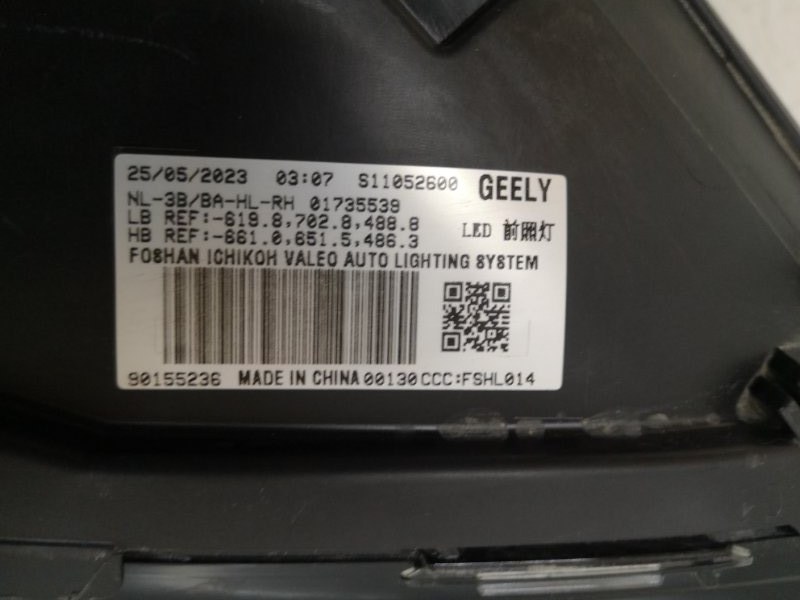 25/05/2023 03:07 S11052600 GEELY
NL-3B/BA-HL-RH 01735539
LB REF:-619.8,702.8,488.8 LED 前照灯
HB REF:-661.0,651.5,486.3
FOSHAN ICHIKOH VALEO AUTO LIGHTING SYSTEM
90155236 MADE IN CHINA 00130 CCC:FSHL014